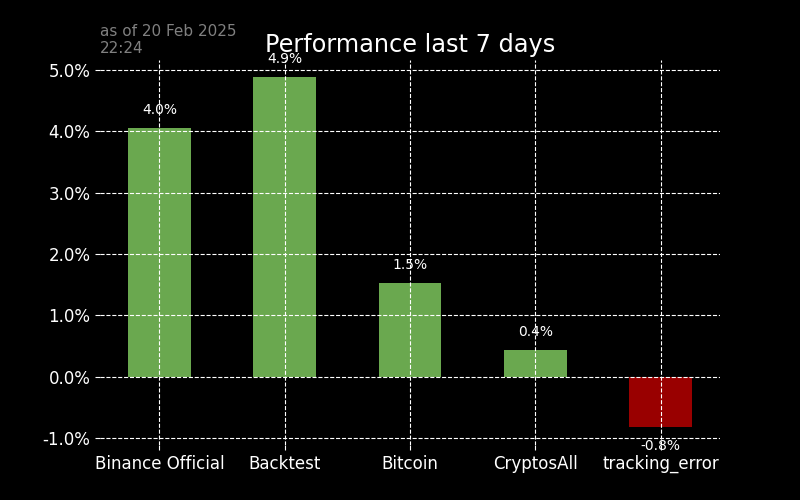 as of 20 Feb 2025
22:24
Performance last 7 days
5.0%
4.0%
3.0%
2.0%
1.0%
0.0%
-1.0%
4.0%
4.9%
1.5%
0.4%
-0.8%
Binance Official
Backtest
Bitcoin
CryptosAll
tracking_error